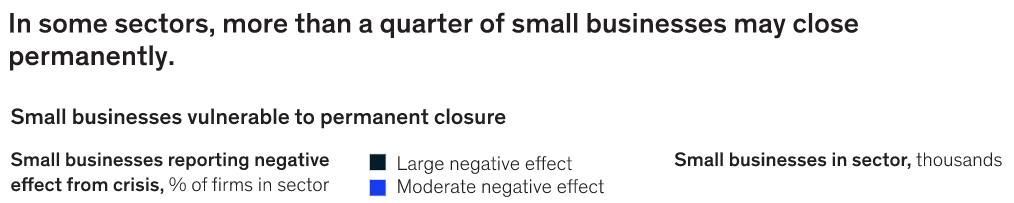 In some sectors, more than a quarter of small businesses may close
permanently.
Small businesses vulnerable to permanent closure
Small businesses reporting negative
effect from crisis, % of firms in sector
Large negative effect
Moderate negative effect
Small businesses in sector, thousands